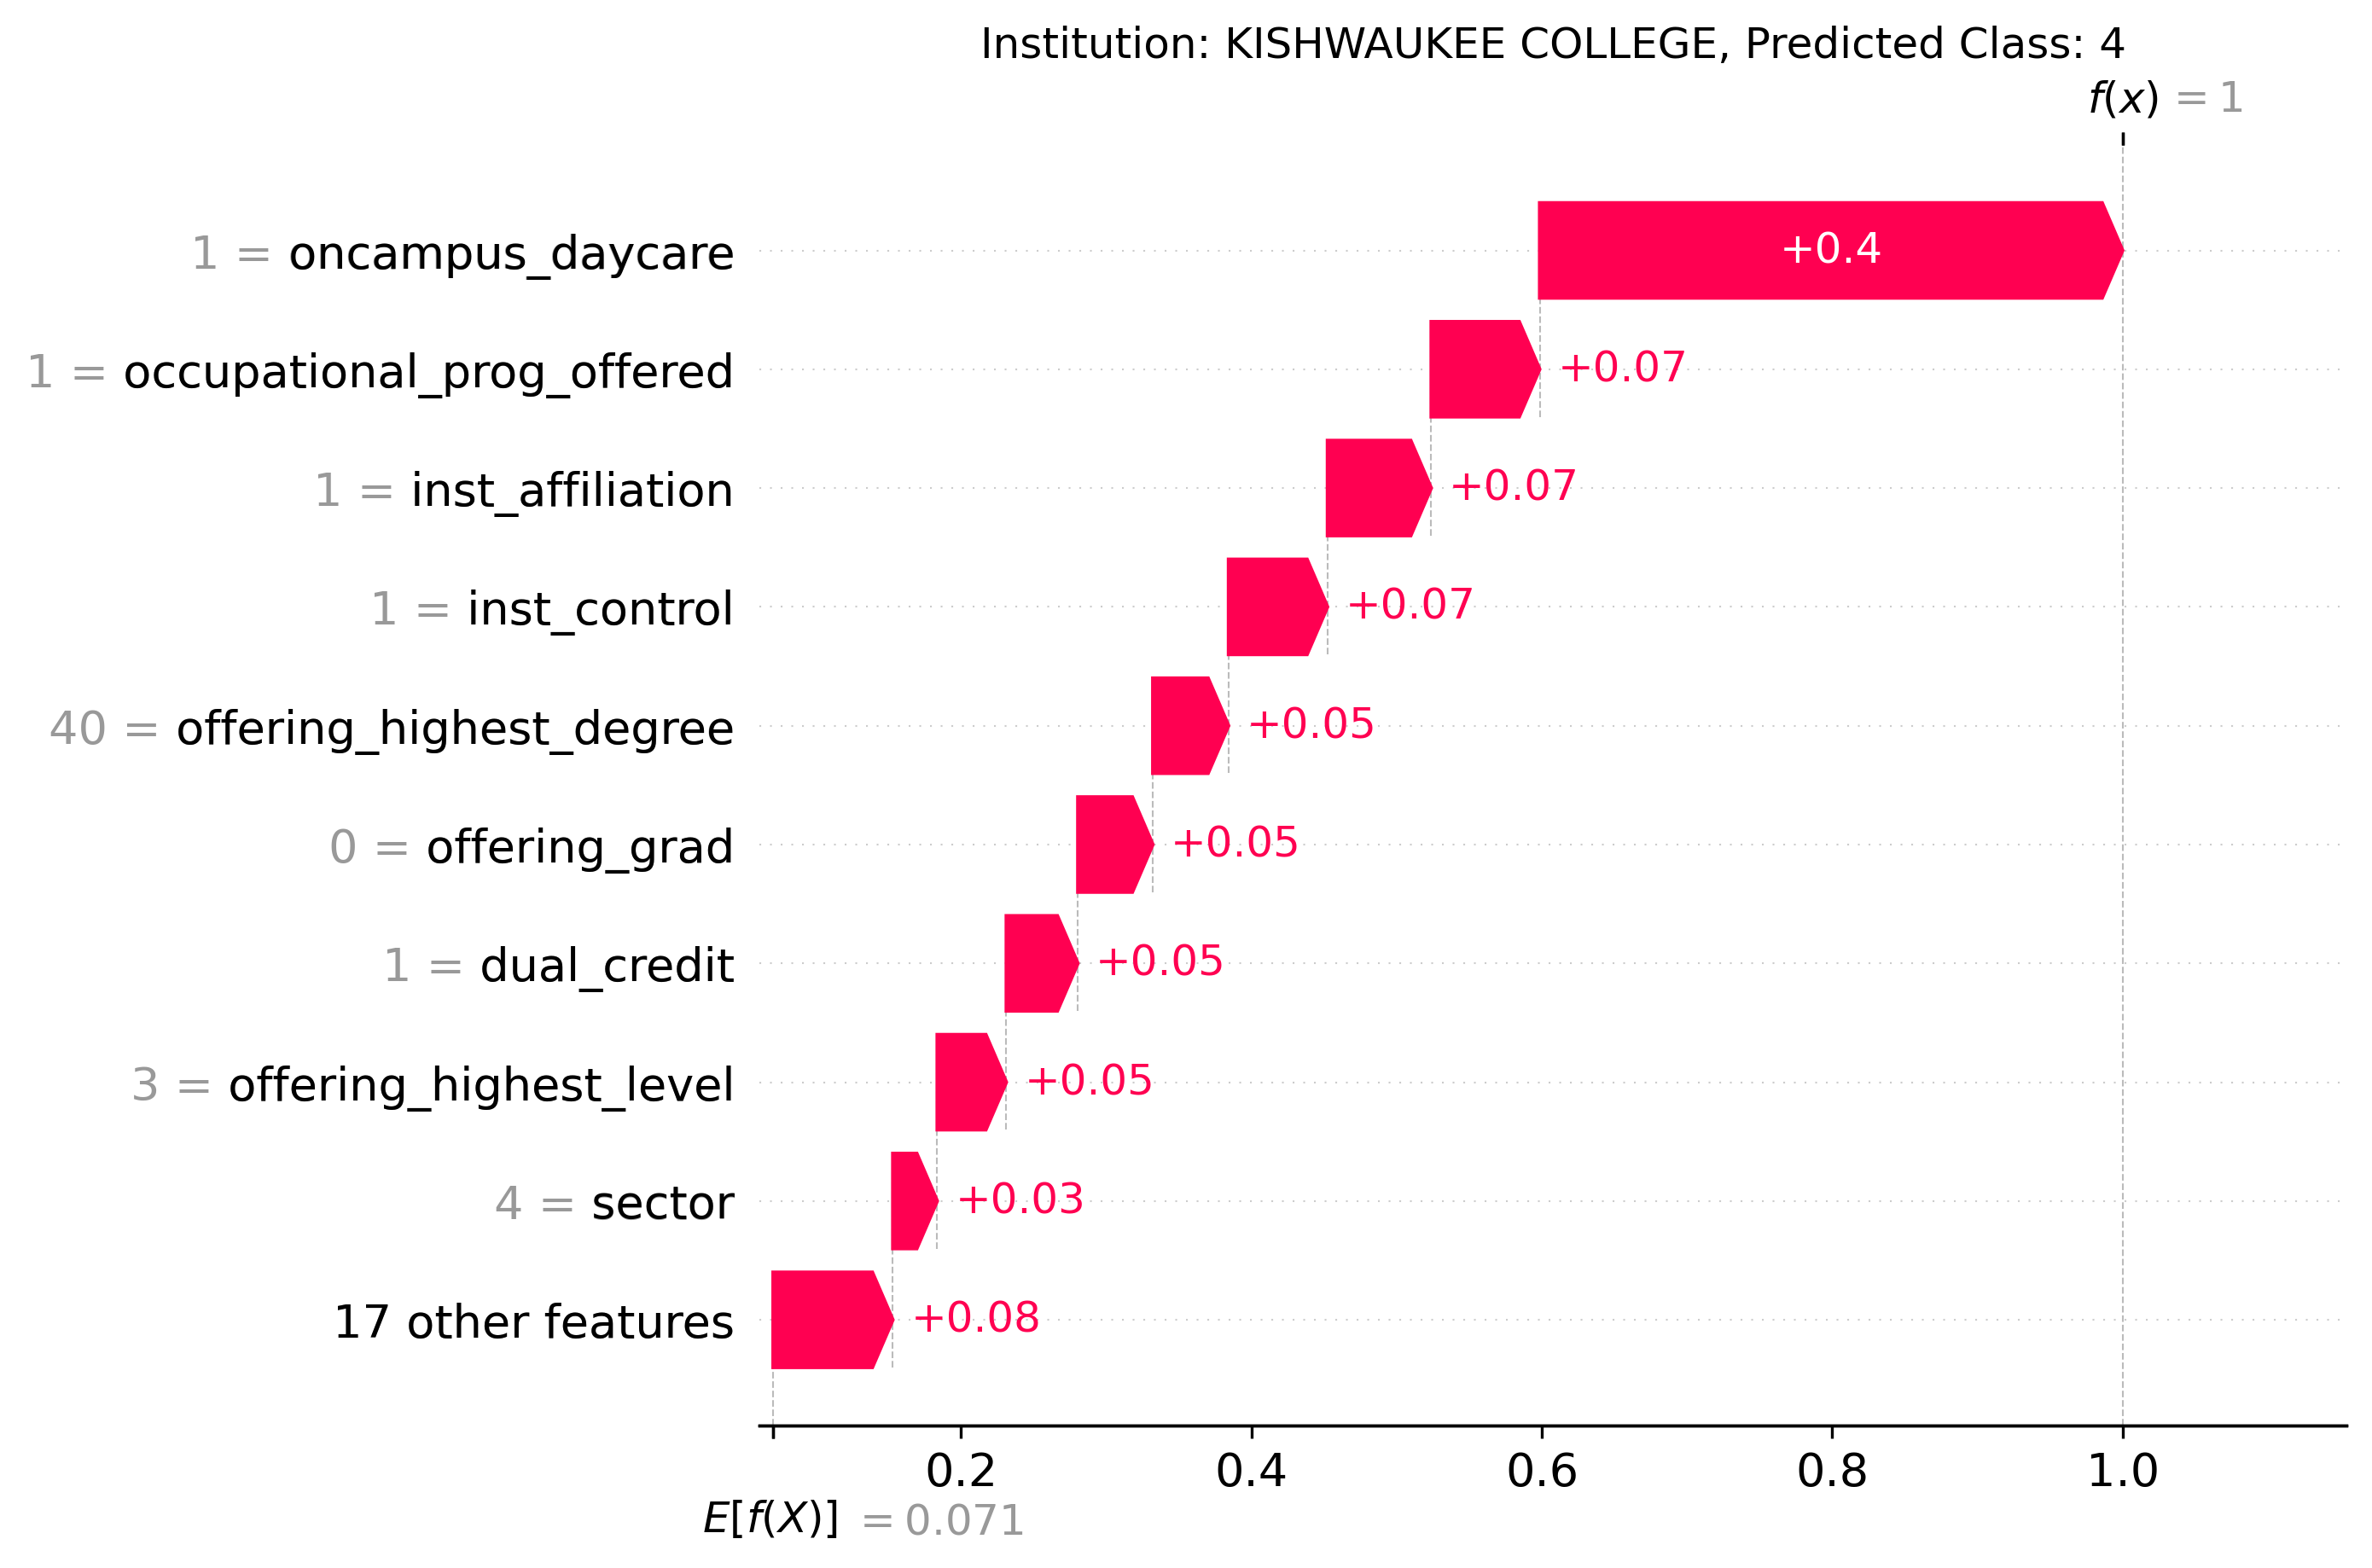 Institution: KISHWAUKEE COLLEGE, Predicted Class: 4
f(x) = 1
1 = oncampus_daycare +0.4
1 = occupational_prog_offered +0.07
1 = inst_affiliation +0.07
1 = inst_control +0.07
40 = offering_highest_degree +0.05
0 = offering_grad +0.05
1 = dual_credit +0.05
3 = offering_highest_level +0.05
4 = sector +0.03
17 other features +0.08
0.2 0.4 0.6 0.8 1.0
E[f(X)] = 0.071